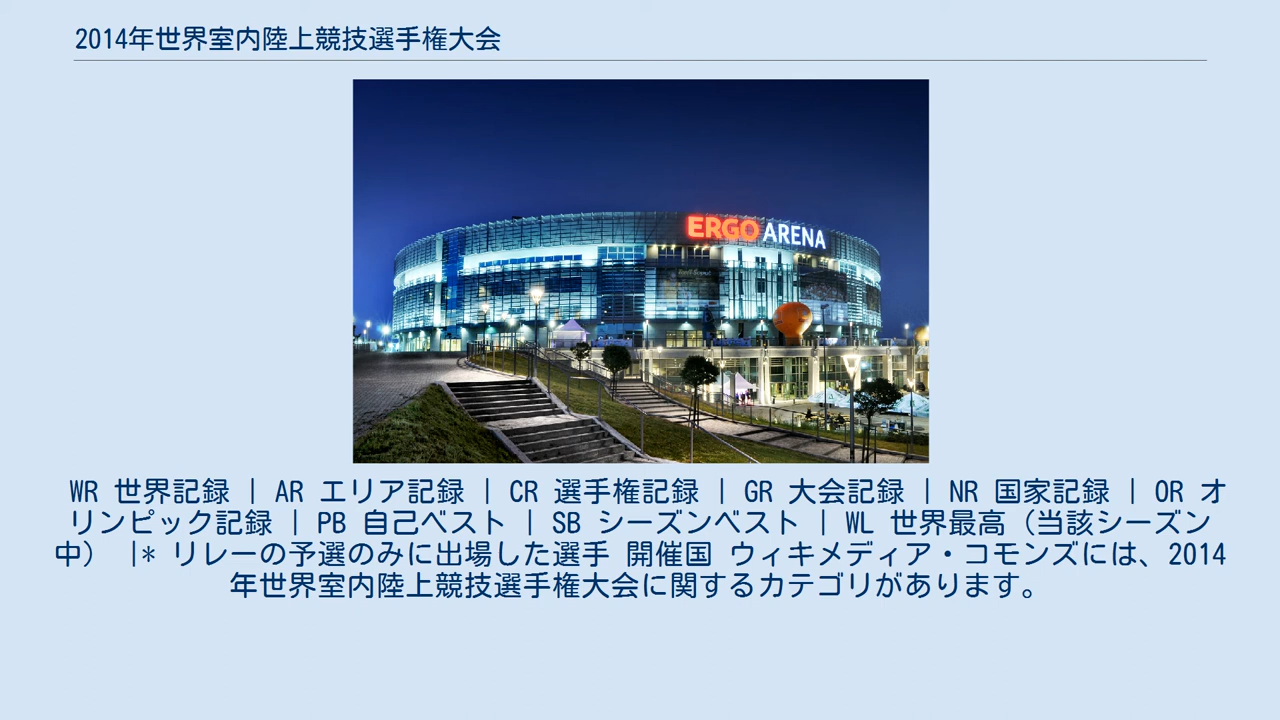 2014年世界室内陸上競技選手権大会
ERGO ARENA
WR 世界記録 | AR エリア記録 | CR 選手権記録 | GR 大会記録 | NR 国家記録 | OR オ
リンピック記録 | PB 自己ベスト | SB シーズンベスト | WL 世界最高（当該シーズン
中） |* リレーの予選のみに出場した選手 開催国 ウィキメディア・コモンズには、2014
年世界室内陸上競技選手権大会に関するカテゴリがあります。